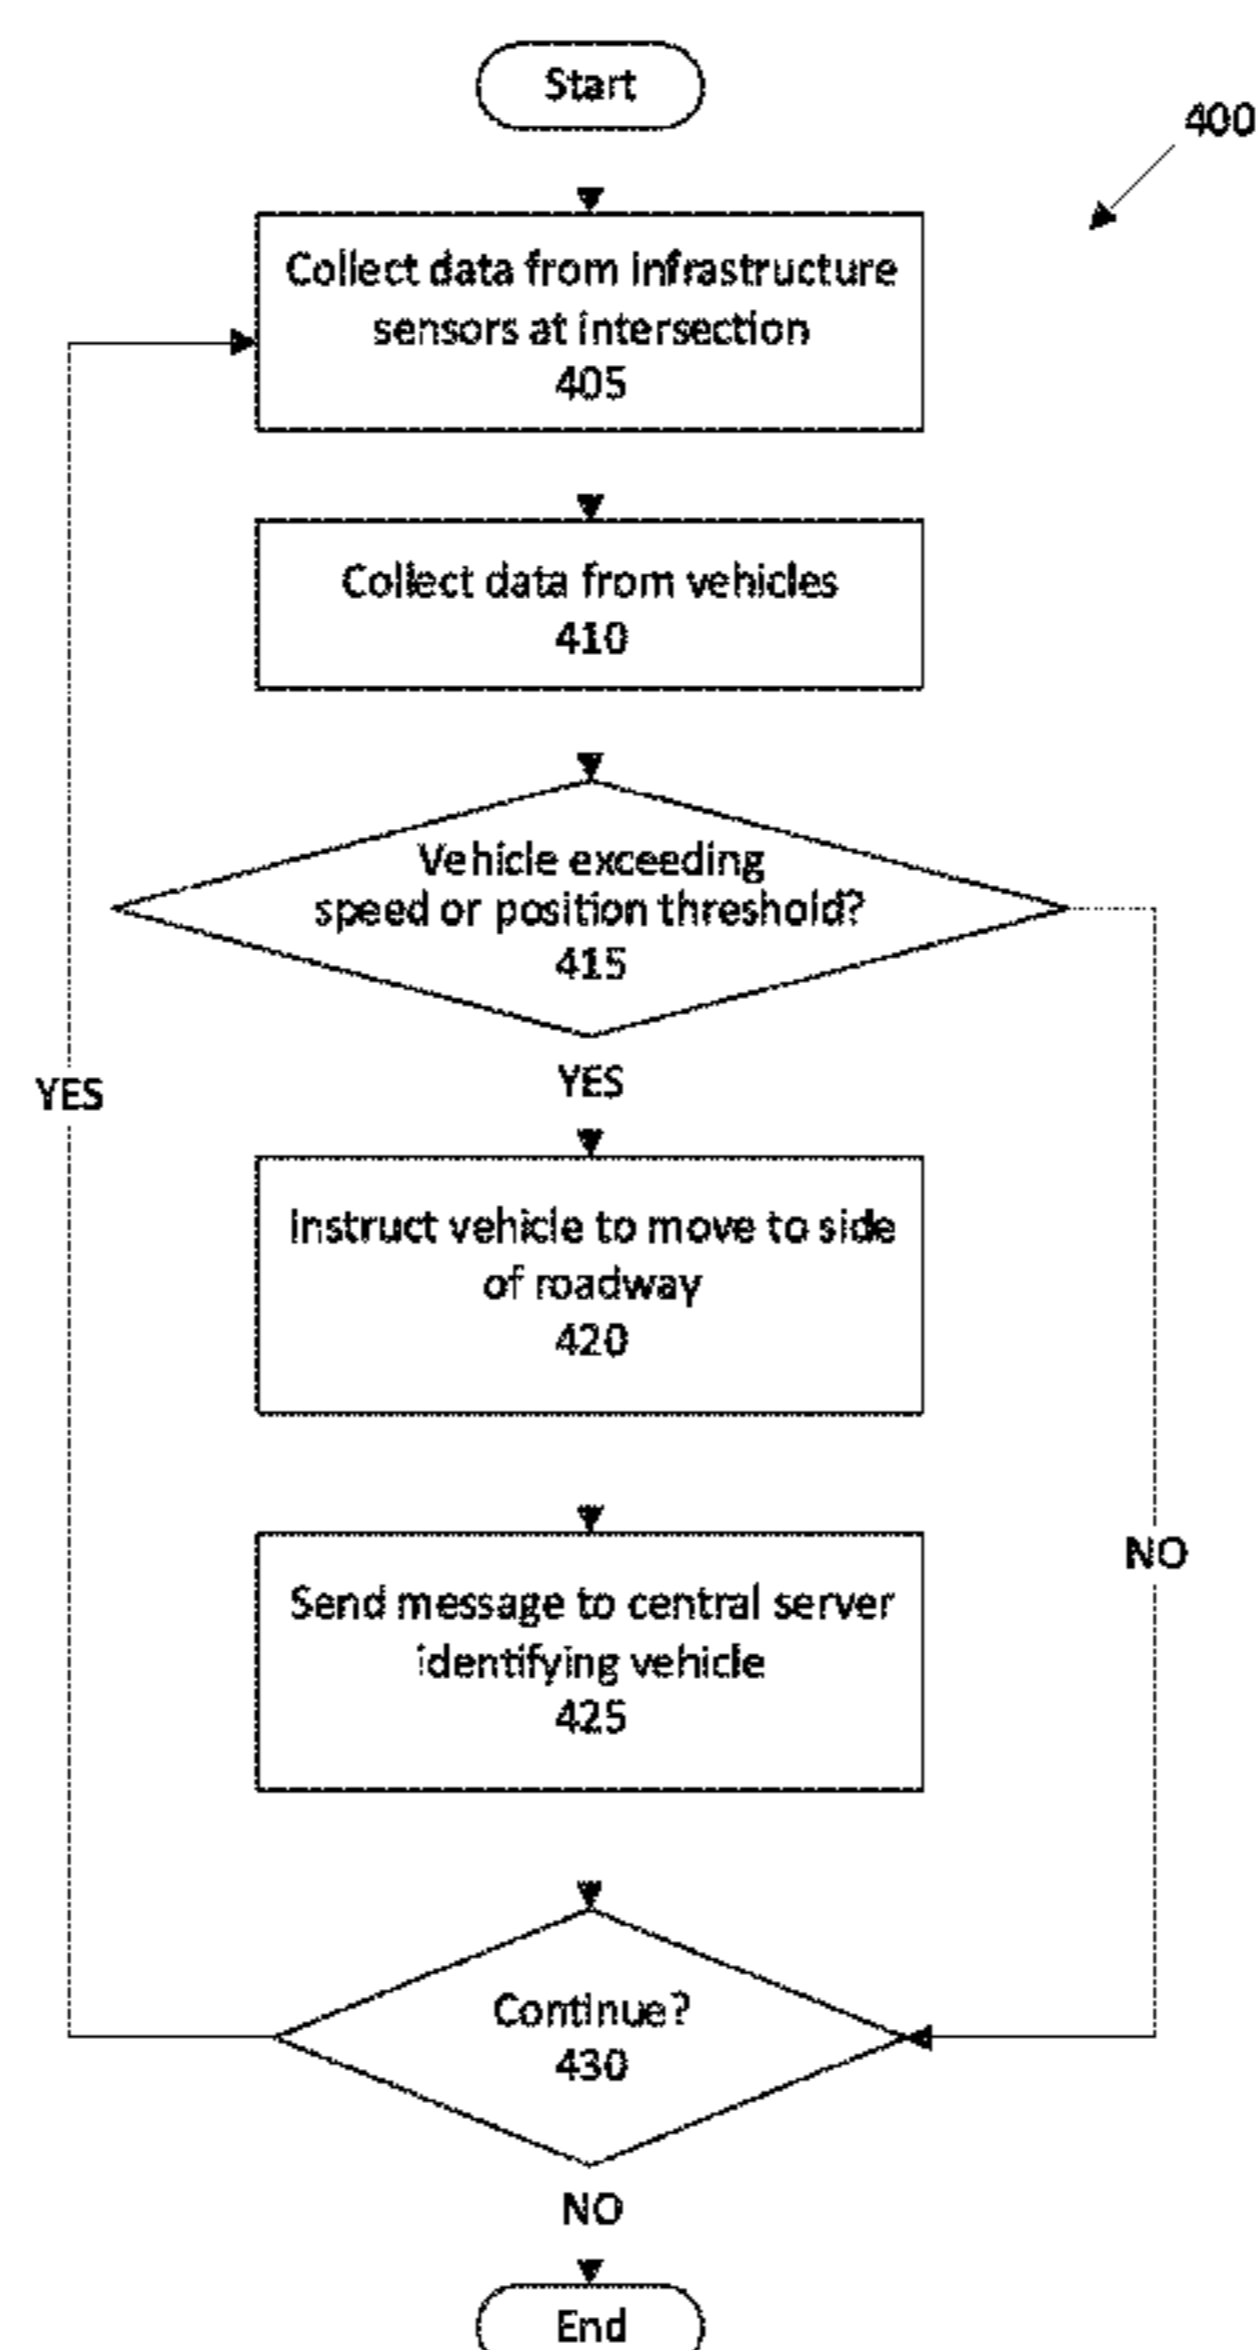 Start
400
Collect data from infrastructure
sensors at intersection
405
Collect data from vehicles
410
Vehicle exceeding
speed or position threshold?
415
YES
YES
Instruct vehicle to move to side
of roadway
420
NO
Send message to central server
identifying vehicle
425
Continue?
430
NO
End